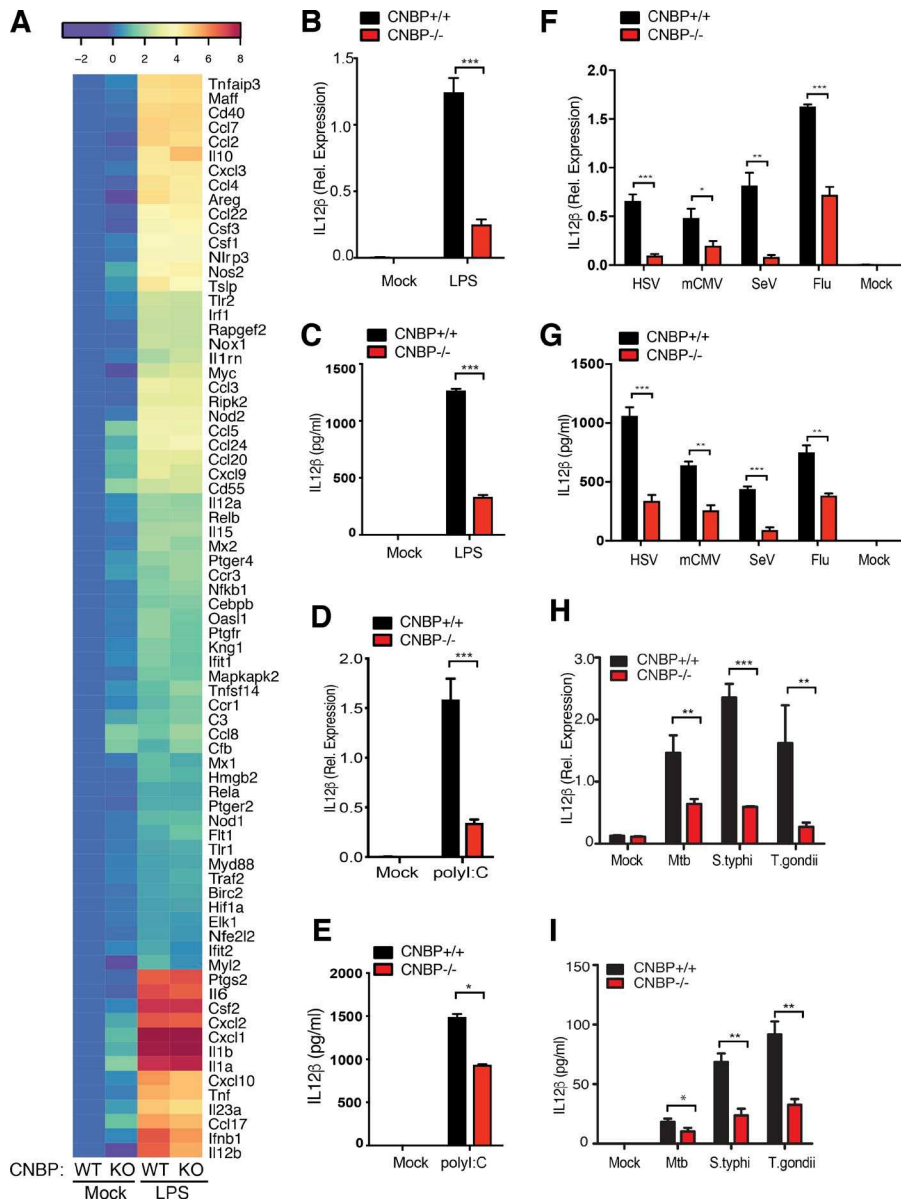 A
−2 0 2 4 6 8
Tnfaip3
Maff
Cd40
Ccl7
Ccl2
Il10
Cxcl3
Ccl4
Areg
Ccl22
Csf3
Csf1
Nlrp3
Nos2
Tslp
Tlr2
Irf1
Rapgef2
Nox1
Il1rn
Myc
Ccl3
Ripk2
Nod2
Ccl5
Ccl24
Ccl20
Cxcl9
Cd55
Il12a
Relb
Il15
Mx2
Ptger4
Ccr3
Nfkb1
Cebpb
Oasl1
Ptgfr
Kng1
Ifit1
Mapkapk2
Tnfsf14
Ccr1
C3
Ccl8
Cfb
Mx1
Hmgb2
Rela
Ptger2
Nod1
Flt1
Tlr1
Myd88
Traf2
Birc2
Hif1a
Elk1
Nfe2l2
Ifit2
Myl2
Ptgs2
Il6
Csf2
Cxcl2
Cxcl1
Il1b
Il1a
Cxcl10
Tnf
Il23a
Ccl17
Ifnb1
Il12b
CNBP: WT KO WT KO
Mock LPS
B
CNBP+/+
CNBP-/-
IL12β (Rel. Expression)
1.5
1.0
0.5
0.0
***
Mock LPS
C
CNBP+/+
CNBP-/-
IL12β (pg/ml)
1500
1000
500
0
***
Mock LPS
D
CNBP+/+
CNBP-/-
IL12β (Rel. Expression)
2.0
1.5
1.0
0.5
0.0
***
Mock polyI:C
E
CNBP+/+
CNBP-/-
IL12β (pg/ml)
2000
1500
1000
500
0
*
Mock polyI:C
F
CNBP+/+
CNBP-/-
IL12β (Rel. Expression)
2.0
1.5
1.0
0.5
0.0
*** * ** ***
HSV mCMV SeV Flu Mock
G
CNBP+/+
CNBP-/-
IL12β (pg/ml)
1500
1000
500
0
*** ** *** **
HSV mCMV SeV Flu Mock
H
CNBP+/+
CNBP-/-
IL12β (Rel. Expression)
3.0
2.0
1.0
0.0
** *** **
Mock Mtb S.typhi T.gondii
I
CNBP+/+
CNBP-/-
IL12β (pg/ml)
150
100
50
0
* ** **
Mock Mtb S.typhi T.gondii